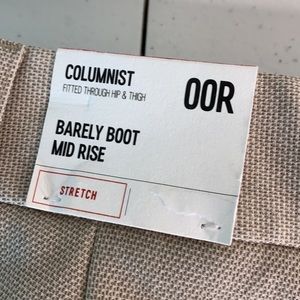 COLUMNIST
FITTED THROUGH HIP & THIGH
00R
BARELY BOOT
MID RISE
STRETCH